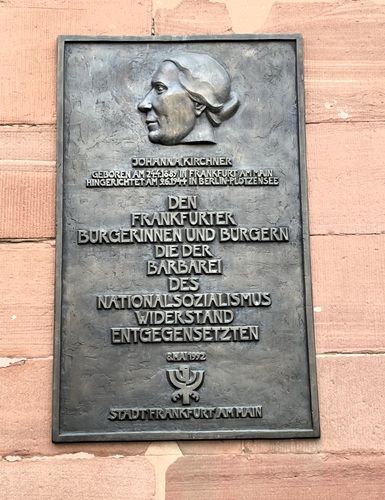 JOHANNA KIRCHNER
GEBOREN AM 24.4.1889 IN FRANKFURT AM MAIN
HINGERICHTET AM 9.6.1944 IN BERLIN-PLÖTZENSEE
DEN
FRANKFURTER
BÜRGERINNEN UND BÜRGERN
DIE DER
BARBAREI
DES
NATIONALSOZIALISMUS
WIDERSTAND
ENTGEGENSETZTEN
8. MAI 1992
STADT FRANKFURT AM MAIN